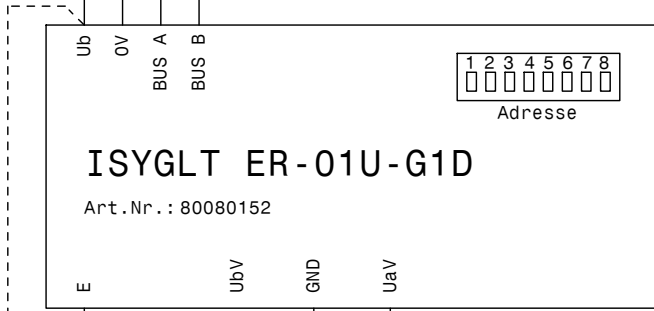 Ub 0V BUS A BUS B
1 2 3 4 5 6 7 8
Adresse
ISYGLT ER-01U-G1D
Art.Nr.: 80080152
E UbV GND UaV